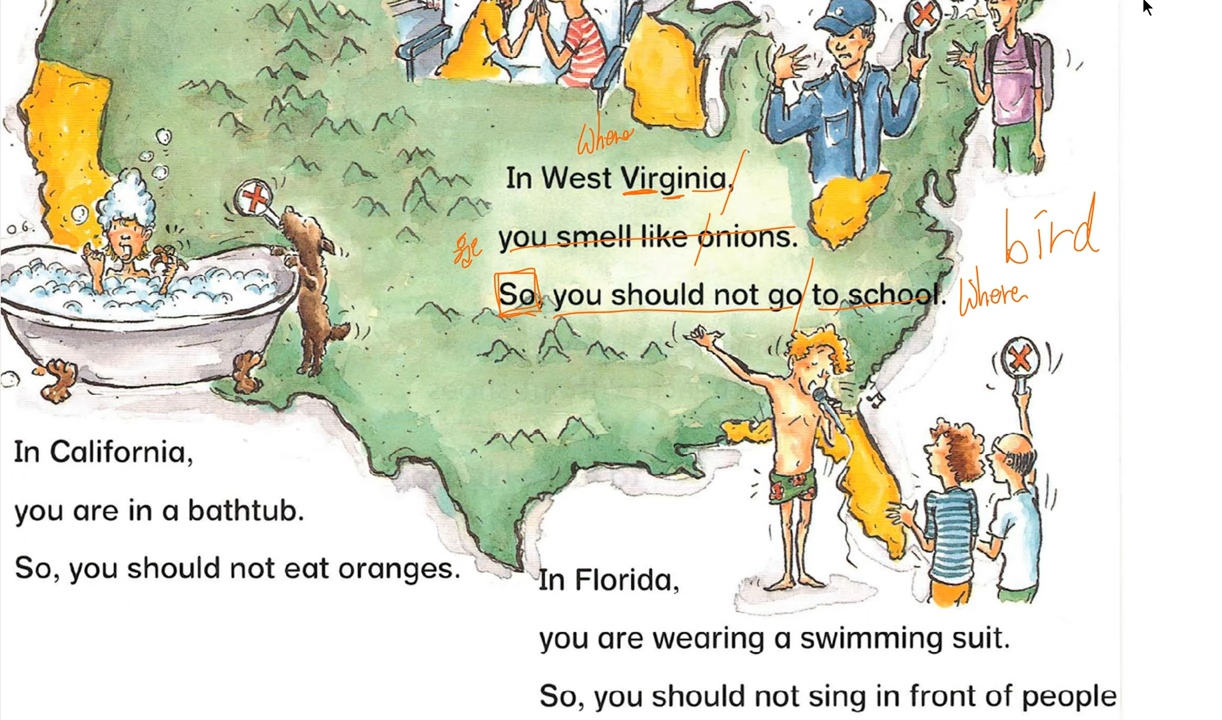 Where
In West Virginia,
you smell like onions.
bird
So, you should not go to school.
Where
In California,
you are in a bathtub.
So, you should not eat oranges.
In Florida,
you are wearing a swimming suit.
So, you should not sing in front of people